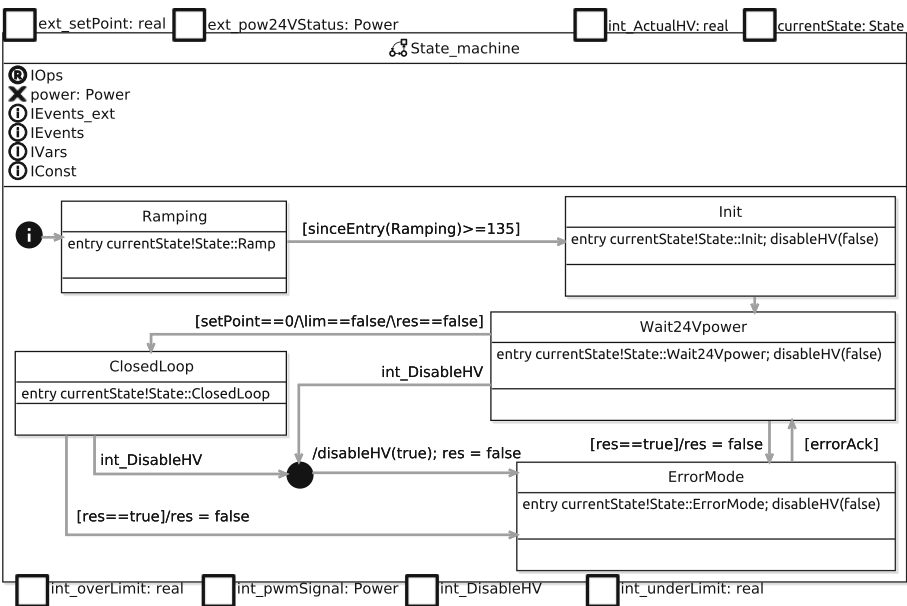 ext_setPoint: real ext_pow24VStatus: Power int_ActualHV: real currentState: State
State_machine
R IOps
power: Power
i IEvents_ext
i IEvents
I IVars
i IConst
i
Ramping
entry currentState!State::Ramp
[sinceEntry(Ramping)>=135]
Init
entry currentState!State::Init; disableHV(false)
[setPoint==0/\lim==false/\res==false]
Wait24Vpower
entry currentState!State::Wait24Vpower; disableHV(false)
ClosedLoop
entry currentState!State::ClosedLoop
int_DisableHV
[res==true]/res = false
[errorAck]
int_DisableHV
/disableHV(true); res = false
ErrorMode
entry currentState!State::ErrorMode; disableHV(false)
[res==true]/res = false
int_overLimit: real int_pwmSignal: Power int_DisableHV int_underLimit: real